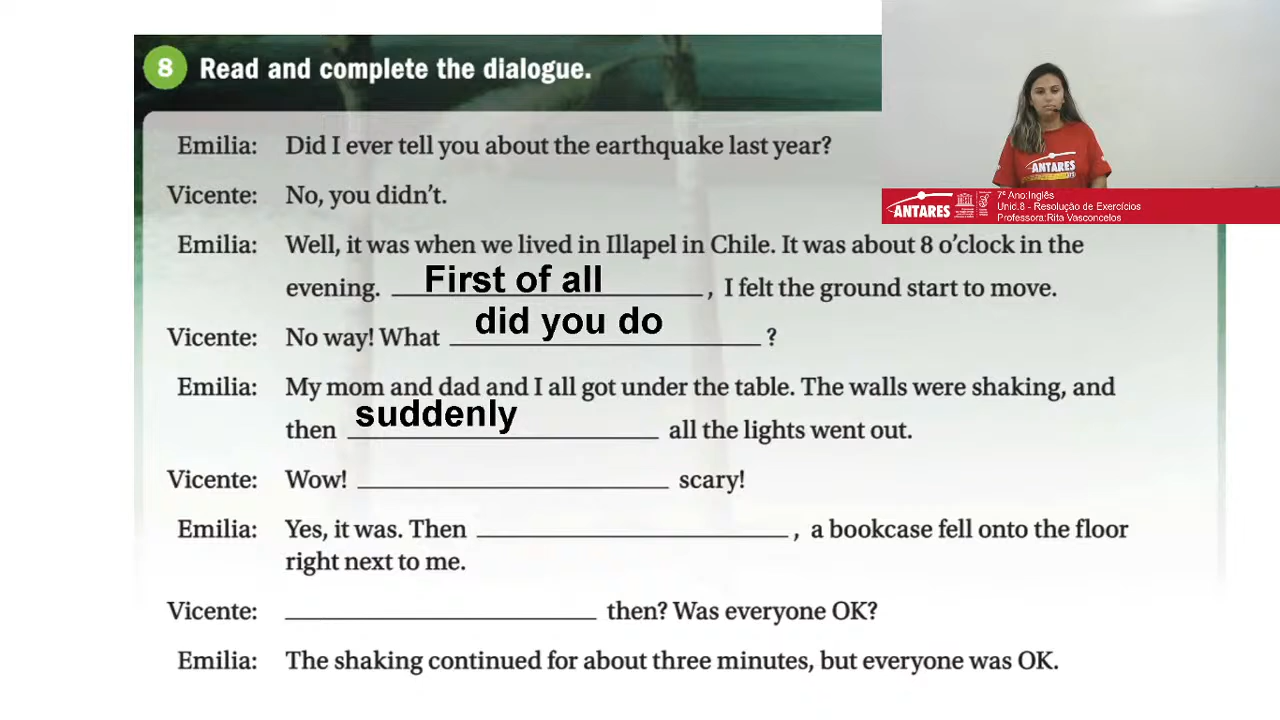 8 Read and complete the dialogue.
Emilia: Did I ever tell you about the earthquake last year?
Vicente: No, you didn't.
Emilia: Well, it was when we lived in Illapel in Chile. It was about 8 o'clock in the
evening. First of all, I felt the ground start to move.
Vicente: No way! What did you do ?
Emilia: My mom and dad and I all got under the table. The walls were shaking, and
then suddenly all the lights went out.
Vicente: Wow! ____ scary!
Emilia: Yes, it was. Then ____, a bookcase fell onto the floor
right next to me.
Vicente: ____ then? Was everyone OK?
Emilia: The shaking continued for about three minutes, but everyone was OK.
ANTARES
ANTARES
7º Ano:Inglês
Unid.8 - Resolução de Exercícios
Professora:Rita Vasconcelos